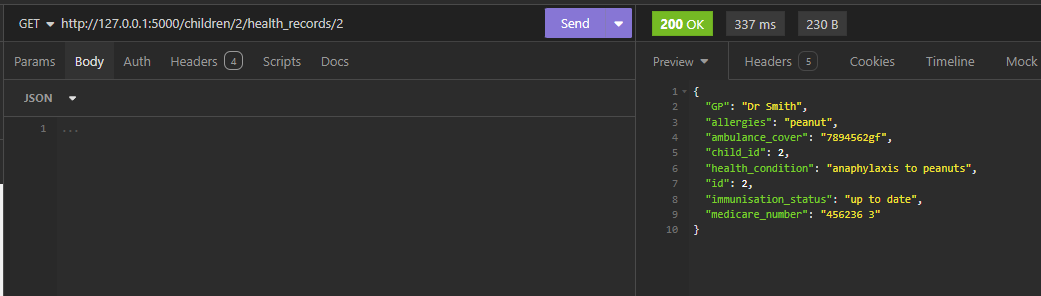 GET http://127.0.0.1:5000/children/2/health_records/2 Send 200 OK 337 ms 230 B
Params Body Auth Headers 4 Scripts Docs Preview Headers 5 Cookies Timeline Mock
JSON
1 ...
1 {
2 "GP": "Dr Smith",
3 "allergies": "peanut",
4 "ambulance_cover": "7894562gf",
5 "child_id": 2,
6 "health_condition": "anaphylaxis to peanuts",
7 "id": 2,
8 "immunisation_status": "up to date",
9 "medicare_number": "456236 3"
10 }